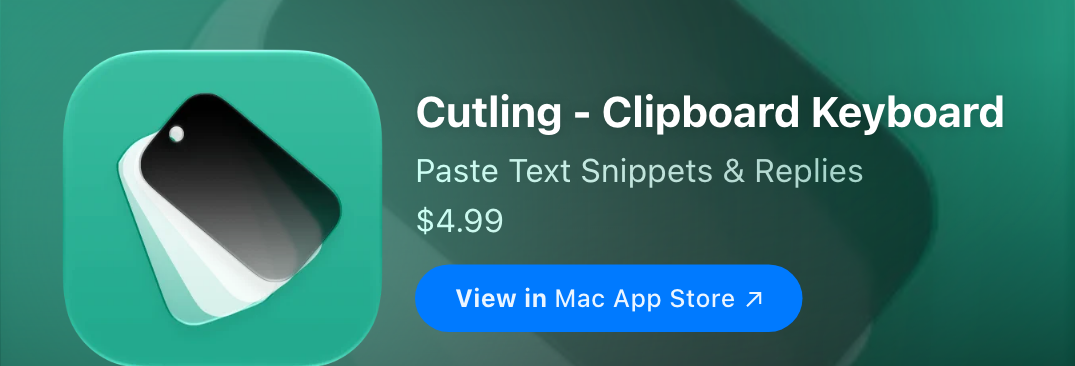 Cutling - Clipboard Keyboard
Paste Text Snippets & Replies
$4.99
View in Mac App Store ↗